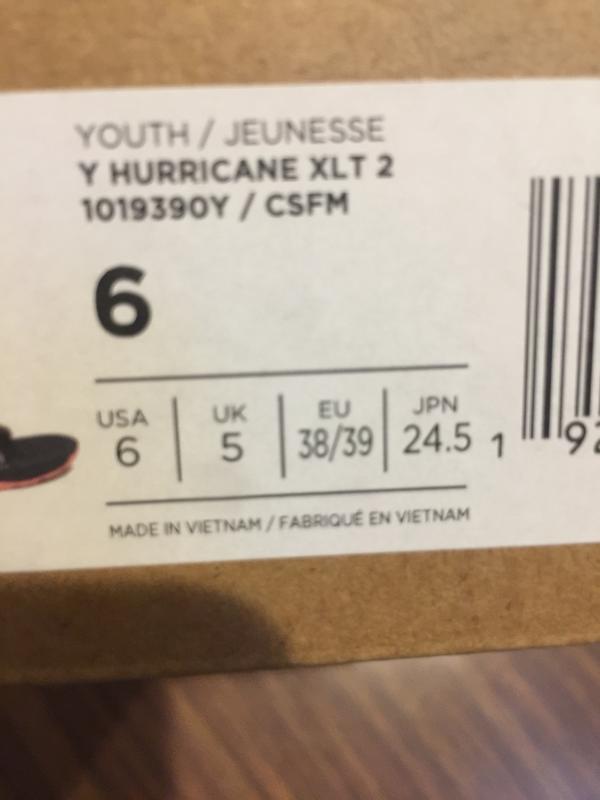 YOUTH / JEUNESSE
Y HURRICANE XLT 2
1019390Y / CSFM
6
USA UK EU JPN
6 5 38/39 24.5
1 92
MADE IN VIETNAM / FABRIQUÉ EN VIETNAM